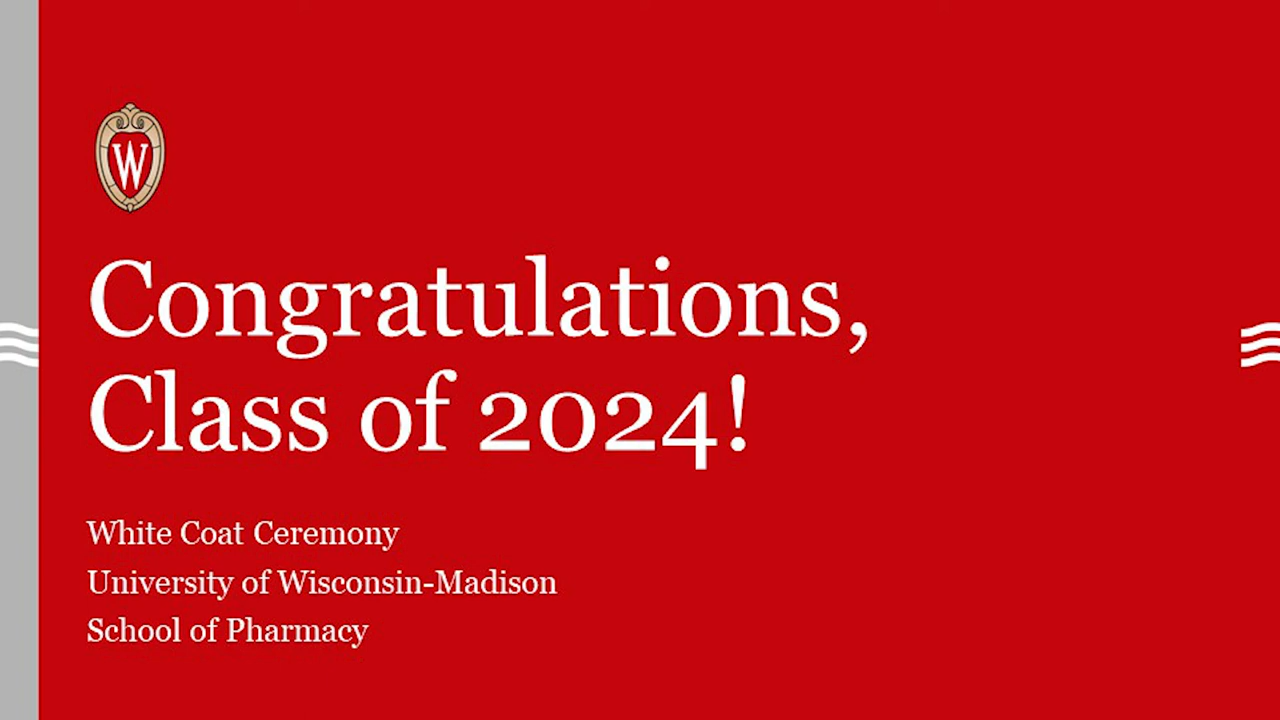 W
Congratulations,
Class of 2024!
White Coat Ceremony
University of Wisconsin-Madison
School of Pharmacy